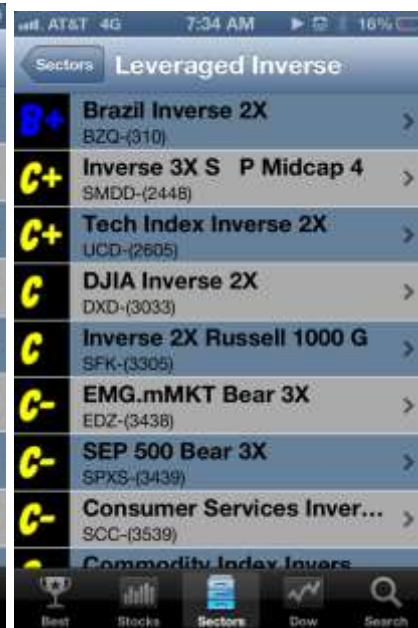 AT&T 4G 7:34 AM 16%
Sectors Leveraged Inverse
B+ Brazil Inverse 2X
BZQ-(310)
C+ Inverse 3X S P Midcap 4
SMDD-(2448)
C+ Tech Index Inverse 2X
UCD-(2605)
C DJIA Inverse 2X
DXD-(3033)
C Inverse 2X Russell 1000 G
SFK-(3305)
C- EMG.mMKT Bear 3X
EDZ-(3438)
C- SEP 500 Bear 3X
SPXS-(3439)
C- Consumer Services Inver...
SCC-(3539)
Commodity Index Invers
Best Stocks Sectors Dow Search